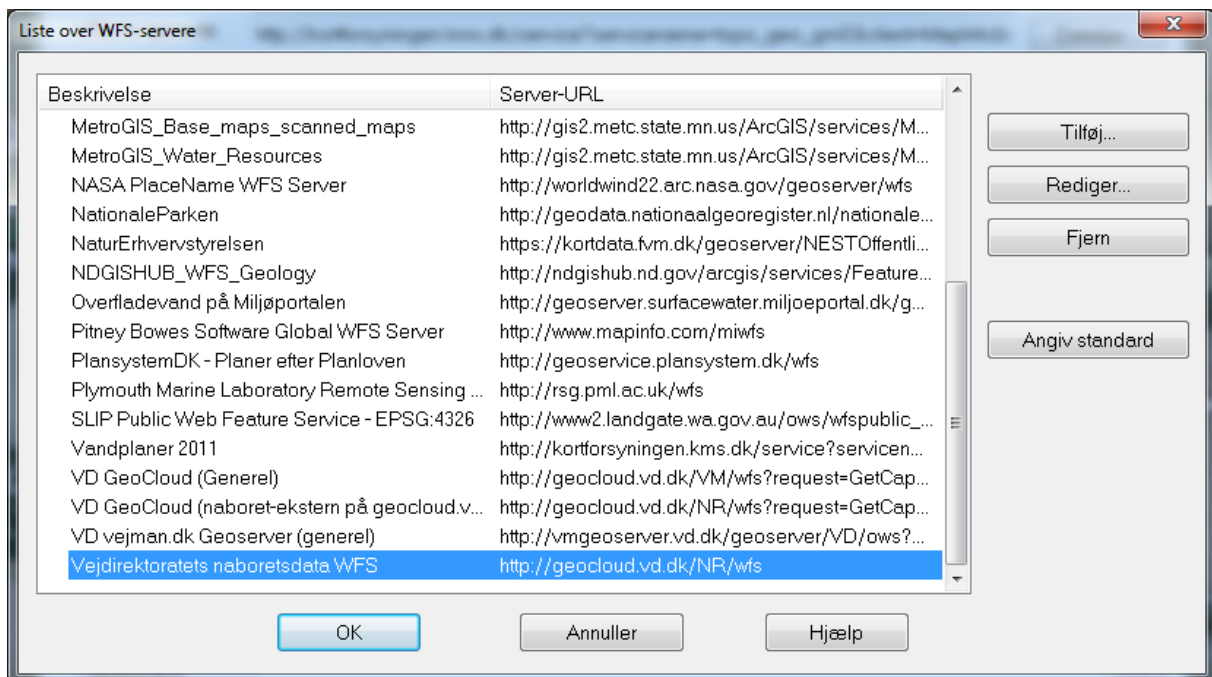 Liste over WFS-servere
Beskrivelse Server-URL
MetroGIS_Base_maps_scanned_maps http://gis2.metc.state.mn.us/ArcGIS/services/M...
MetroGIS_Water_Resources http://gis2.metc.state.mn.us/ArcGIS/services/M...
NASA PlaceName WFS Server http://worldwind22.arc.nasa.gov/geoserver/wfs
NationaleParken http://geodata.nationaalgeoregister.nl/nationale...
NaturErhvervstyrelsen https://kortdata.fvm.dk/geoserver/NESTOffentli...
NDGISHUB_WFS_Geology http://ndgishub.nd.gov/arcgis/services/Feature...
Overfladevand på Miljøportalen http://geoserver.surfacewater.miljoeportal.dk/g...
Pitney Bowes Software Global WFS Server http://www.mapinfo.com/miwfs
PlansystemDK - Planer efter Planloven http://geoservice.plansystem.dk/wfs
Plymouth Marine Laboratory Remote Sensing ... http://rsg.pml.ac.uk/wfs
SLIP Public Web Feature Service - EPSG:4326 http://www2.landgate.wa.gov.au/ows/wfspublic_...
Vandplaner 2011 http://kortforsyningen.kms.dk/service?servicen...
VD GeoCloud (Generel) http://geocloud.vd.dk/VM/wfs?request=GetCap...
VD GeoCloud (naboret-ekstern på geocloud.v... http://geocloud.vd.dk/NR/wfs?request=GetCap...
VD vejman.dk Geoserver (generel) http://vmgeoserver.vd.dk/geoserver/VD/ows?...
Vejdirektoratets naboretsdata WFS http://geocloud.vd.dk/NR/wfs
Tilføj...
Rediger...
Fjern
Angiv standard
OK Annuller Hjælp